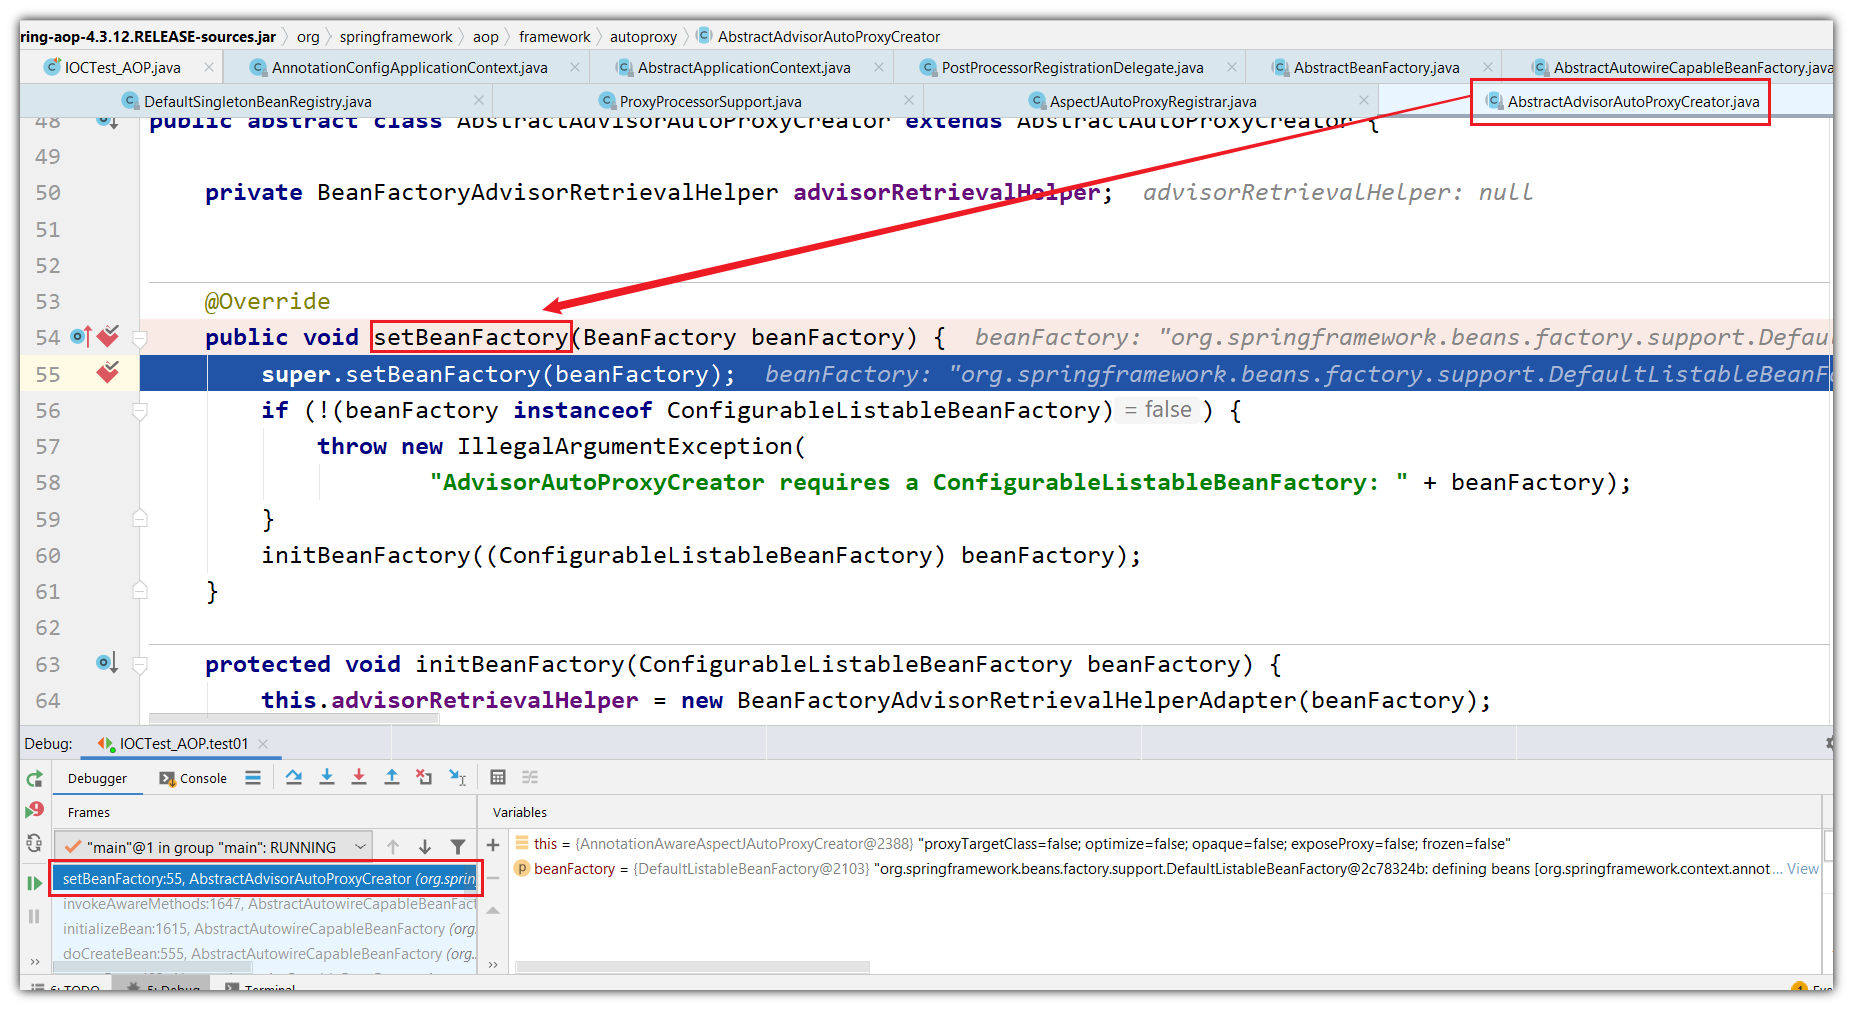 ring-aop-4.3.12.RELEASE-sources.jar org springframework aop framework autoproxy AbstractAdvisorAutoProxyCreator
IOCTest_AOP.java AnnotationConfigApplicationContext.java AbstractApplicationContext.java PostProcessorRegistrationDelegate.java AbstractBeanFactory.java AbstractAutowireCapableBeanFactory.java
DefaultSingletonBeanRegistry.java ProxyProcessorSupport.java AspectJAutoProxyRegistrar.java AbstractAdvisorAutoProxyCreator.java
48 public abstract class AbstractAdvisorAutoProxyCreator extends AbstractAutoProxyCreator {
49
50 private BeanFactoryAdvisorRetrievalHelper advisorRetrievalHelper; advisorRetrievalHelper: null
51
52
53 @Override
54 public void setBeanFactory(BeanFactory beanFactory) { beanFactory: "org.springframework.beans.factory.support.Defau
55 super.setBeanFactory(beanFactory); beanFactory: "org.springframework.beans.factory.support.DefaultListableBeanF
56 if (!(beanFactory instanceof ConfigurableListableBeanFactory) = false ) {
57 throw new IllegalArgumentException(
58 "AdvisorAutoProxyCreator requires a ConfigurableListableBeanFactory: " + beanFactory);
59 }
60 initBeanFactory((ConfigurableListableBeanFactory) beanFactory);
61 }
62
63 protected void initBeanFactory(ConfigurableListableBeanFactory beanFactory) {
64 this.advisorRetrievalHelper = new BeanFactoryAdvisorRetrievalHelperAdapter(beanFactory);
Debug: IOCTest_AOP.test01
Debugger Console
Frames Variables
"main"@1 in group "main": RUNNING
this = {AnnotationAwareAspectJAutoProxyCreator@2388} "proxyTargetClass=false; optimize=false; opaque=false; exposeProxy=false; frozen=false"
beanFactory = {DefaultListableBeanFactory@2103} "org.springframework.beans.factory.support.DefaultListableBeanFactory@2c78324b: defining beans [org.springframework.context.annot... View
setBeanFactory:55, AbstractAdvisorAutoProxyCreator (org.sprin
invokeAwareMethods:1647, AbstractAutowireCapableBeanFact
initializeBean:1615, AbstractAutowireCapableBeanFactory (org.
doCreateBean:555, AbstractAutowireCapableBeanFactory (org.
6: TODO 5: Debug Terminal